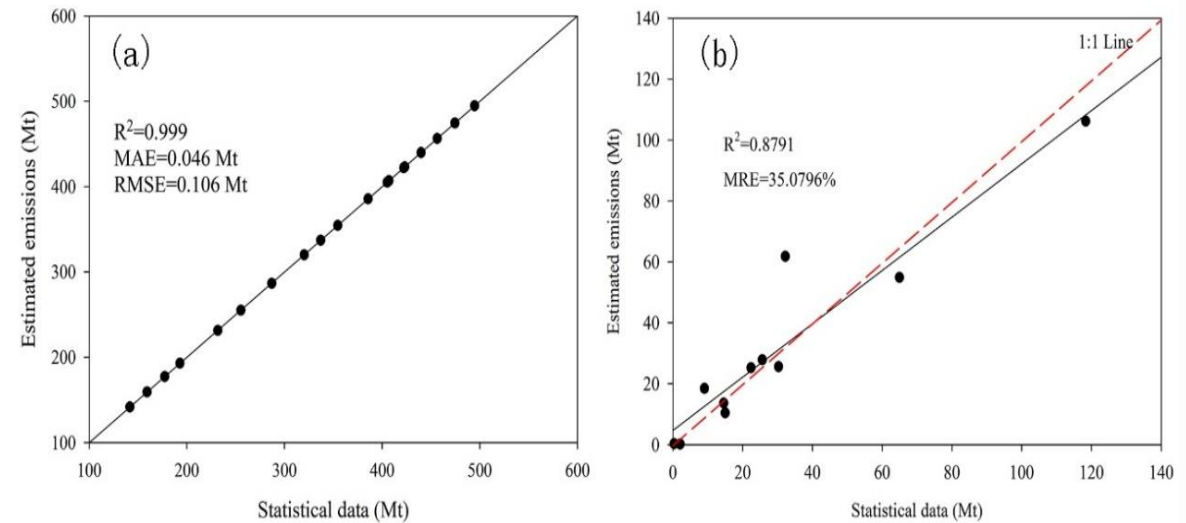 (a)
R²=0.999
MAE=0.046 Mt
RMSE=0.106 Mt
Estimated emissions (Mt)
600
500
400
300
200
100
100 200 300 400 500 600
Statistical data (Mt)
(b)
1:1 Line
R²=0.8791
MRE=35.0796%
Estimated emissions (Mt)
140
120
100
80
60
40
20
0
0 20 40 60 80 100 120 140
Statistical data (Mt)